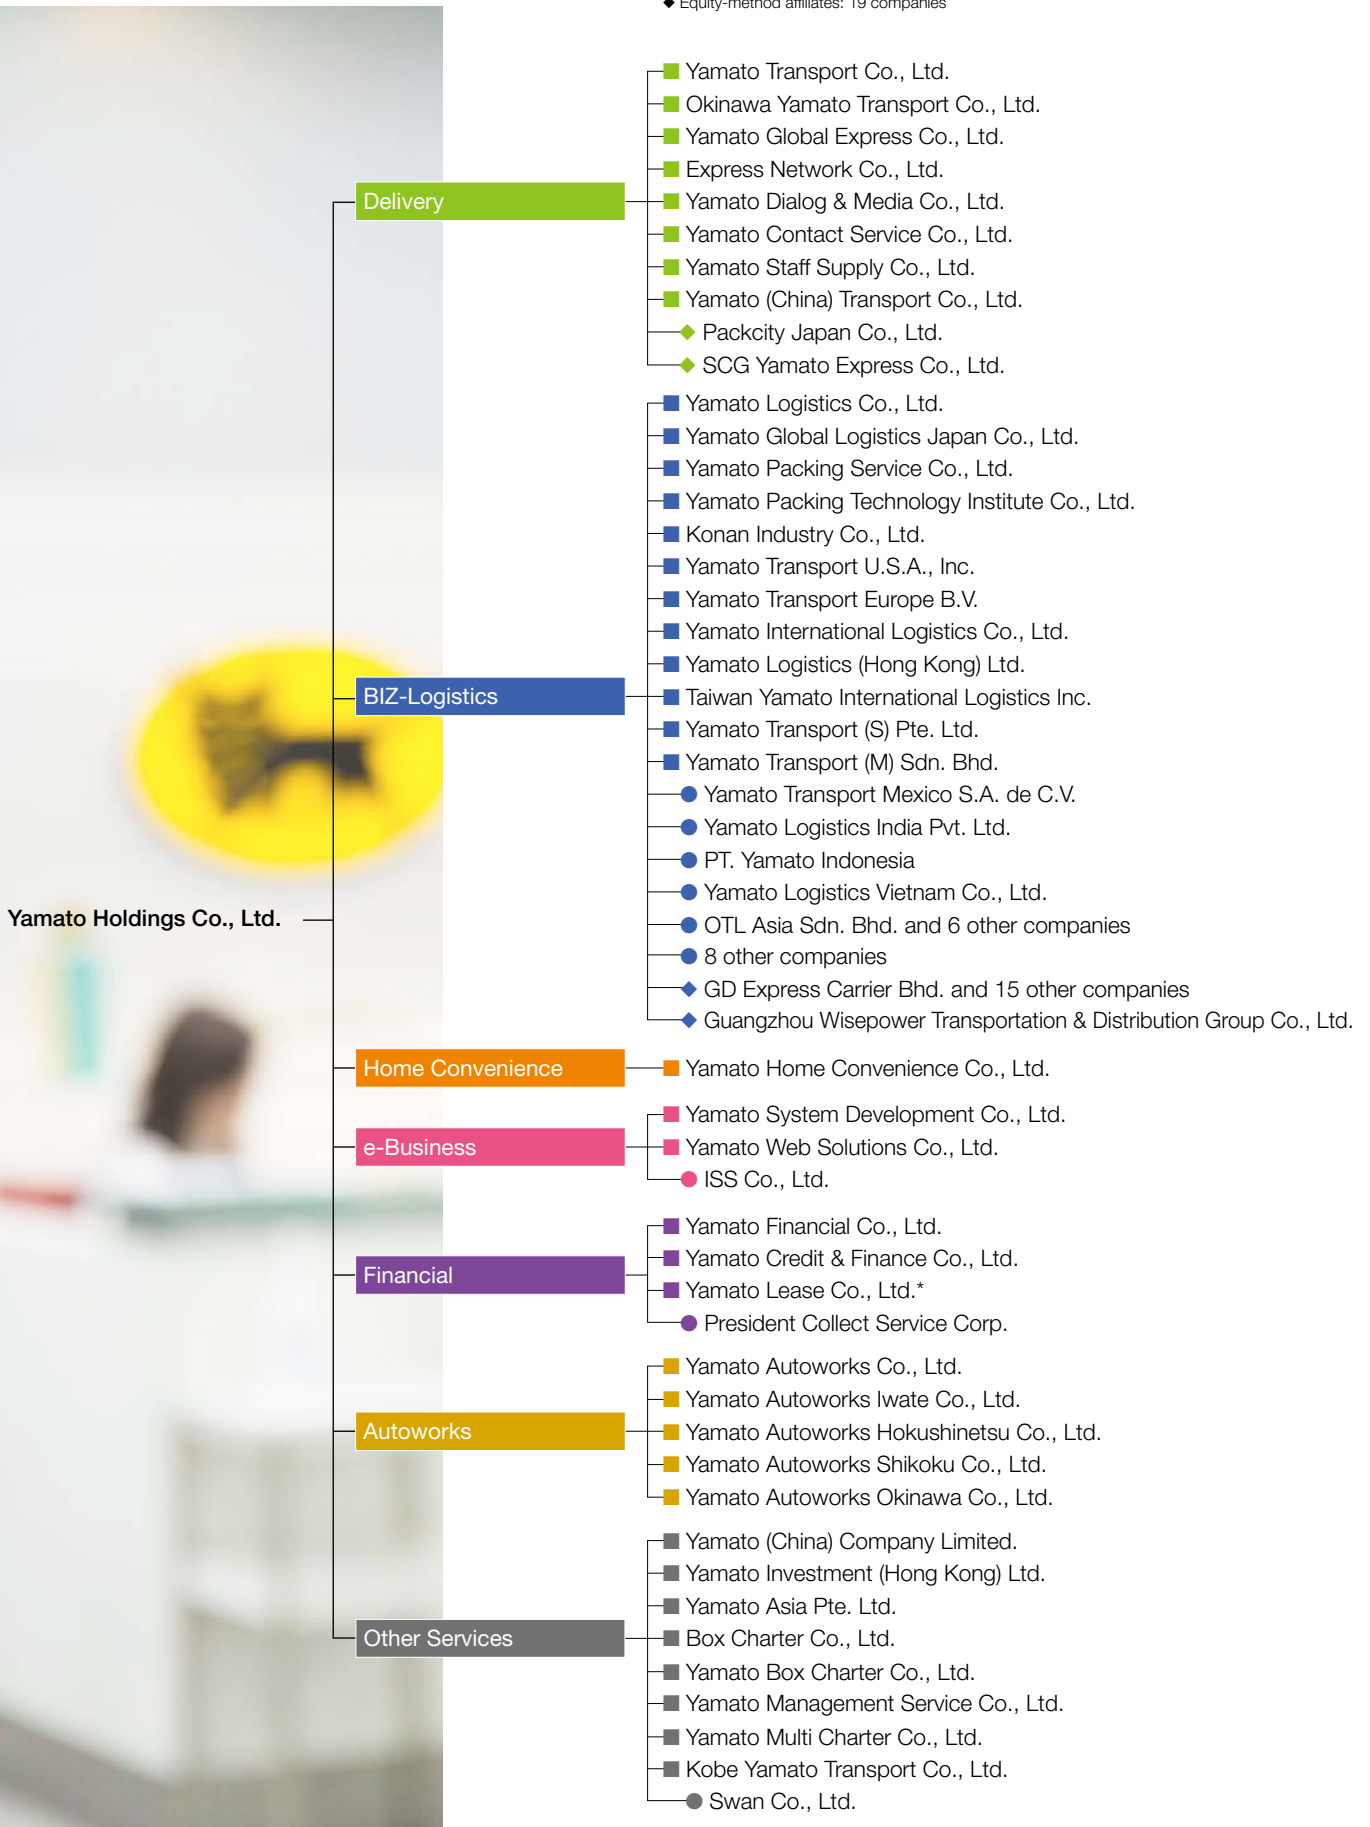 ◆ Equity-method affiliates: 19 companies
Yamato Holdings Co., Ltd.
Delivery
Yamato Transport Co., Ltd.
Okinawa Yamato Transport Co., Ltd.
Yamato Global Express Co., Ltd.
Express Network Co., Ltd.
Yamato Dialog & Media Co., Ltd.
Yamato Contact Service Co., Ltd.
Yamato Staff Supply Co., Ltd.
Yamato (China) Transport Co., Ltd.
Packcity Japan Co., Ltd.
SCG Yamato Express Co., Ltd.
BIZ-Logistics
Yamato Logistics Co., Ltd.
Yamato Global Logistics Japan Co., Ltd.
Yamato Packing Service Co., Ltd.
Yamato Packing Technology Institute Co., Ltd.
Konan Industry Co., Ltd.
Yamato Transport U.S.A., Inc.
Yamato Transport Europe B.V.
Yamato International Logistics Co., Ltd.
Yamato Logistics (Hong Kong) Ltd.
Taiwan Yamato International Logistics Inc.
Yamato Transport (S) Pte. Ltd.
Yamato Transport (M) Sdn. Bhd.
Yamato Transport Mexico S.A. de C.V.
Yamato Logistics India Pvt. Ltd.
PT. Yamato Indonesia
Yamato Logistics Vietnam Co., Ltd.
OTL Asia Sdn. Bhd. and 6 other companies
8 other companies
GD Express Carrier Bhd. and 15 other companies
Guangzhou Wisepower Transportation & Distribution Group Co., Ltd.
Home Convenience
Yamato Home Convenience Co., Ltd.
e-Business
Yamato System Development Co., Ltd.
Yamato Web Solutions Co., Ltd.
ISS Co., Ltd.
Financial
Yamato Financial Co., Ltd.
Yamato Credit & Finance Co., Ltd.
Yamato Lease Co., Ltd.*
President Collect Service Corp.
Autoworks
Yamato Autoworks Co., Ltd.
Yamato Autoworks Iwate Co., Ltd.
Yamato Autoworks Hokushinetsu Co., Ltd.
Yamato Autoworks Shikoku Co., Ltd.
Yamato Autoworks Okinawa Co., Ltd.
Other Services
Yamato (China) Company Limited.
Yamato Investment (Hong Kong) Ltd.
Yamato Asia Pte. Ltd.
Box Charter Co., Ltd.
Yamato Box Charter Co., Ltd.
Yamato Management Service Co., Ltd.
Yamato Multi Charter Co., Ltd.
Kobe Yamato Transport Co., Ltd.
Swan Co., Ltd.